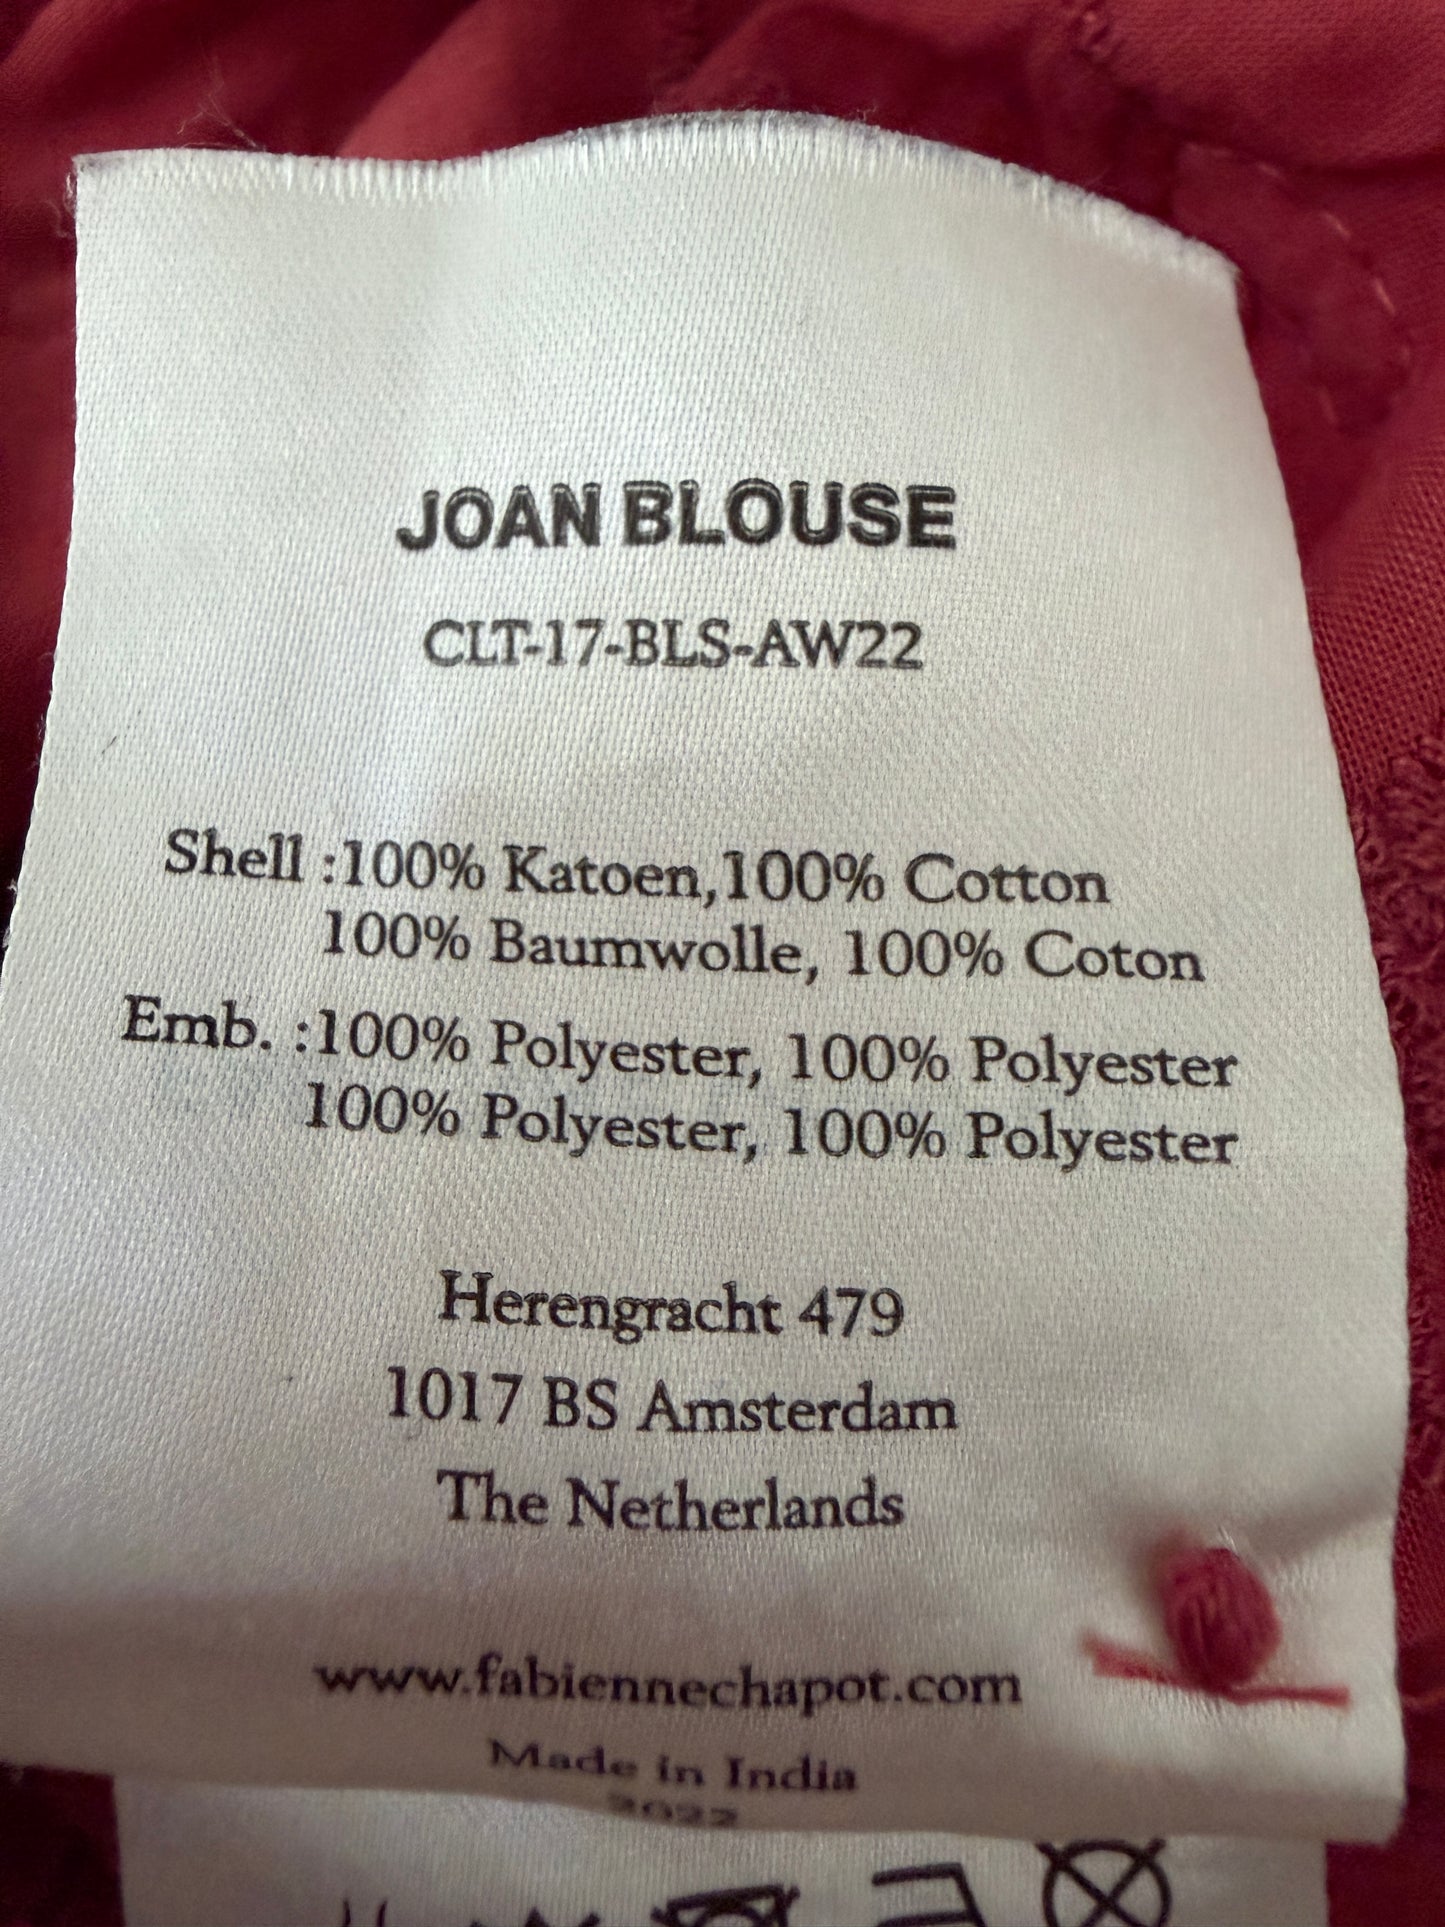 JOAN BLOUSE
CLT-17-BLS-AW22
Shell :100% Katoen,100% Cotton
100% Baumwolle, 100% Coton
Emb. :100% Polyester, 100% Polyester
100% Polyester, 100% Polyester
Herengracht 479
1017 BS Amsterdam
The Netherlands
www.fabiennechapot.com
Made in India
2022